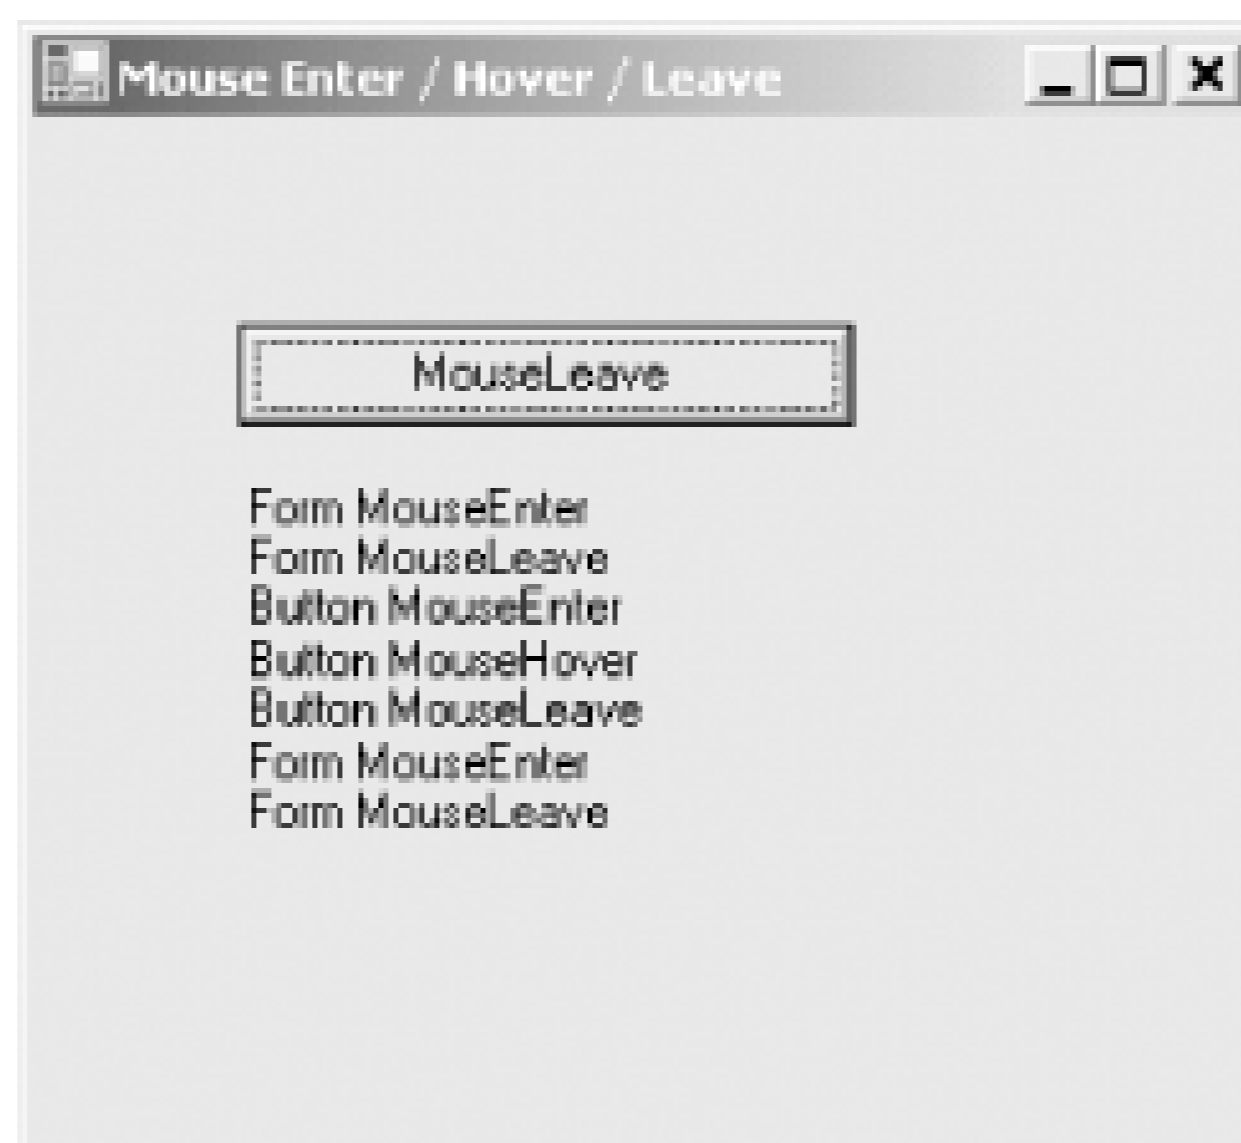 Mouse Enter / Hover / Leave
MouseLeave
Form MouseEnter
Form MouseLeave
Button MouseEnter
Button MouseHover
Button MouseLeave
Form MouseEnter
Form MouseLeave